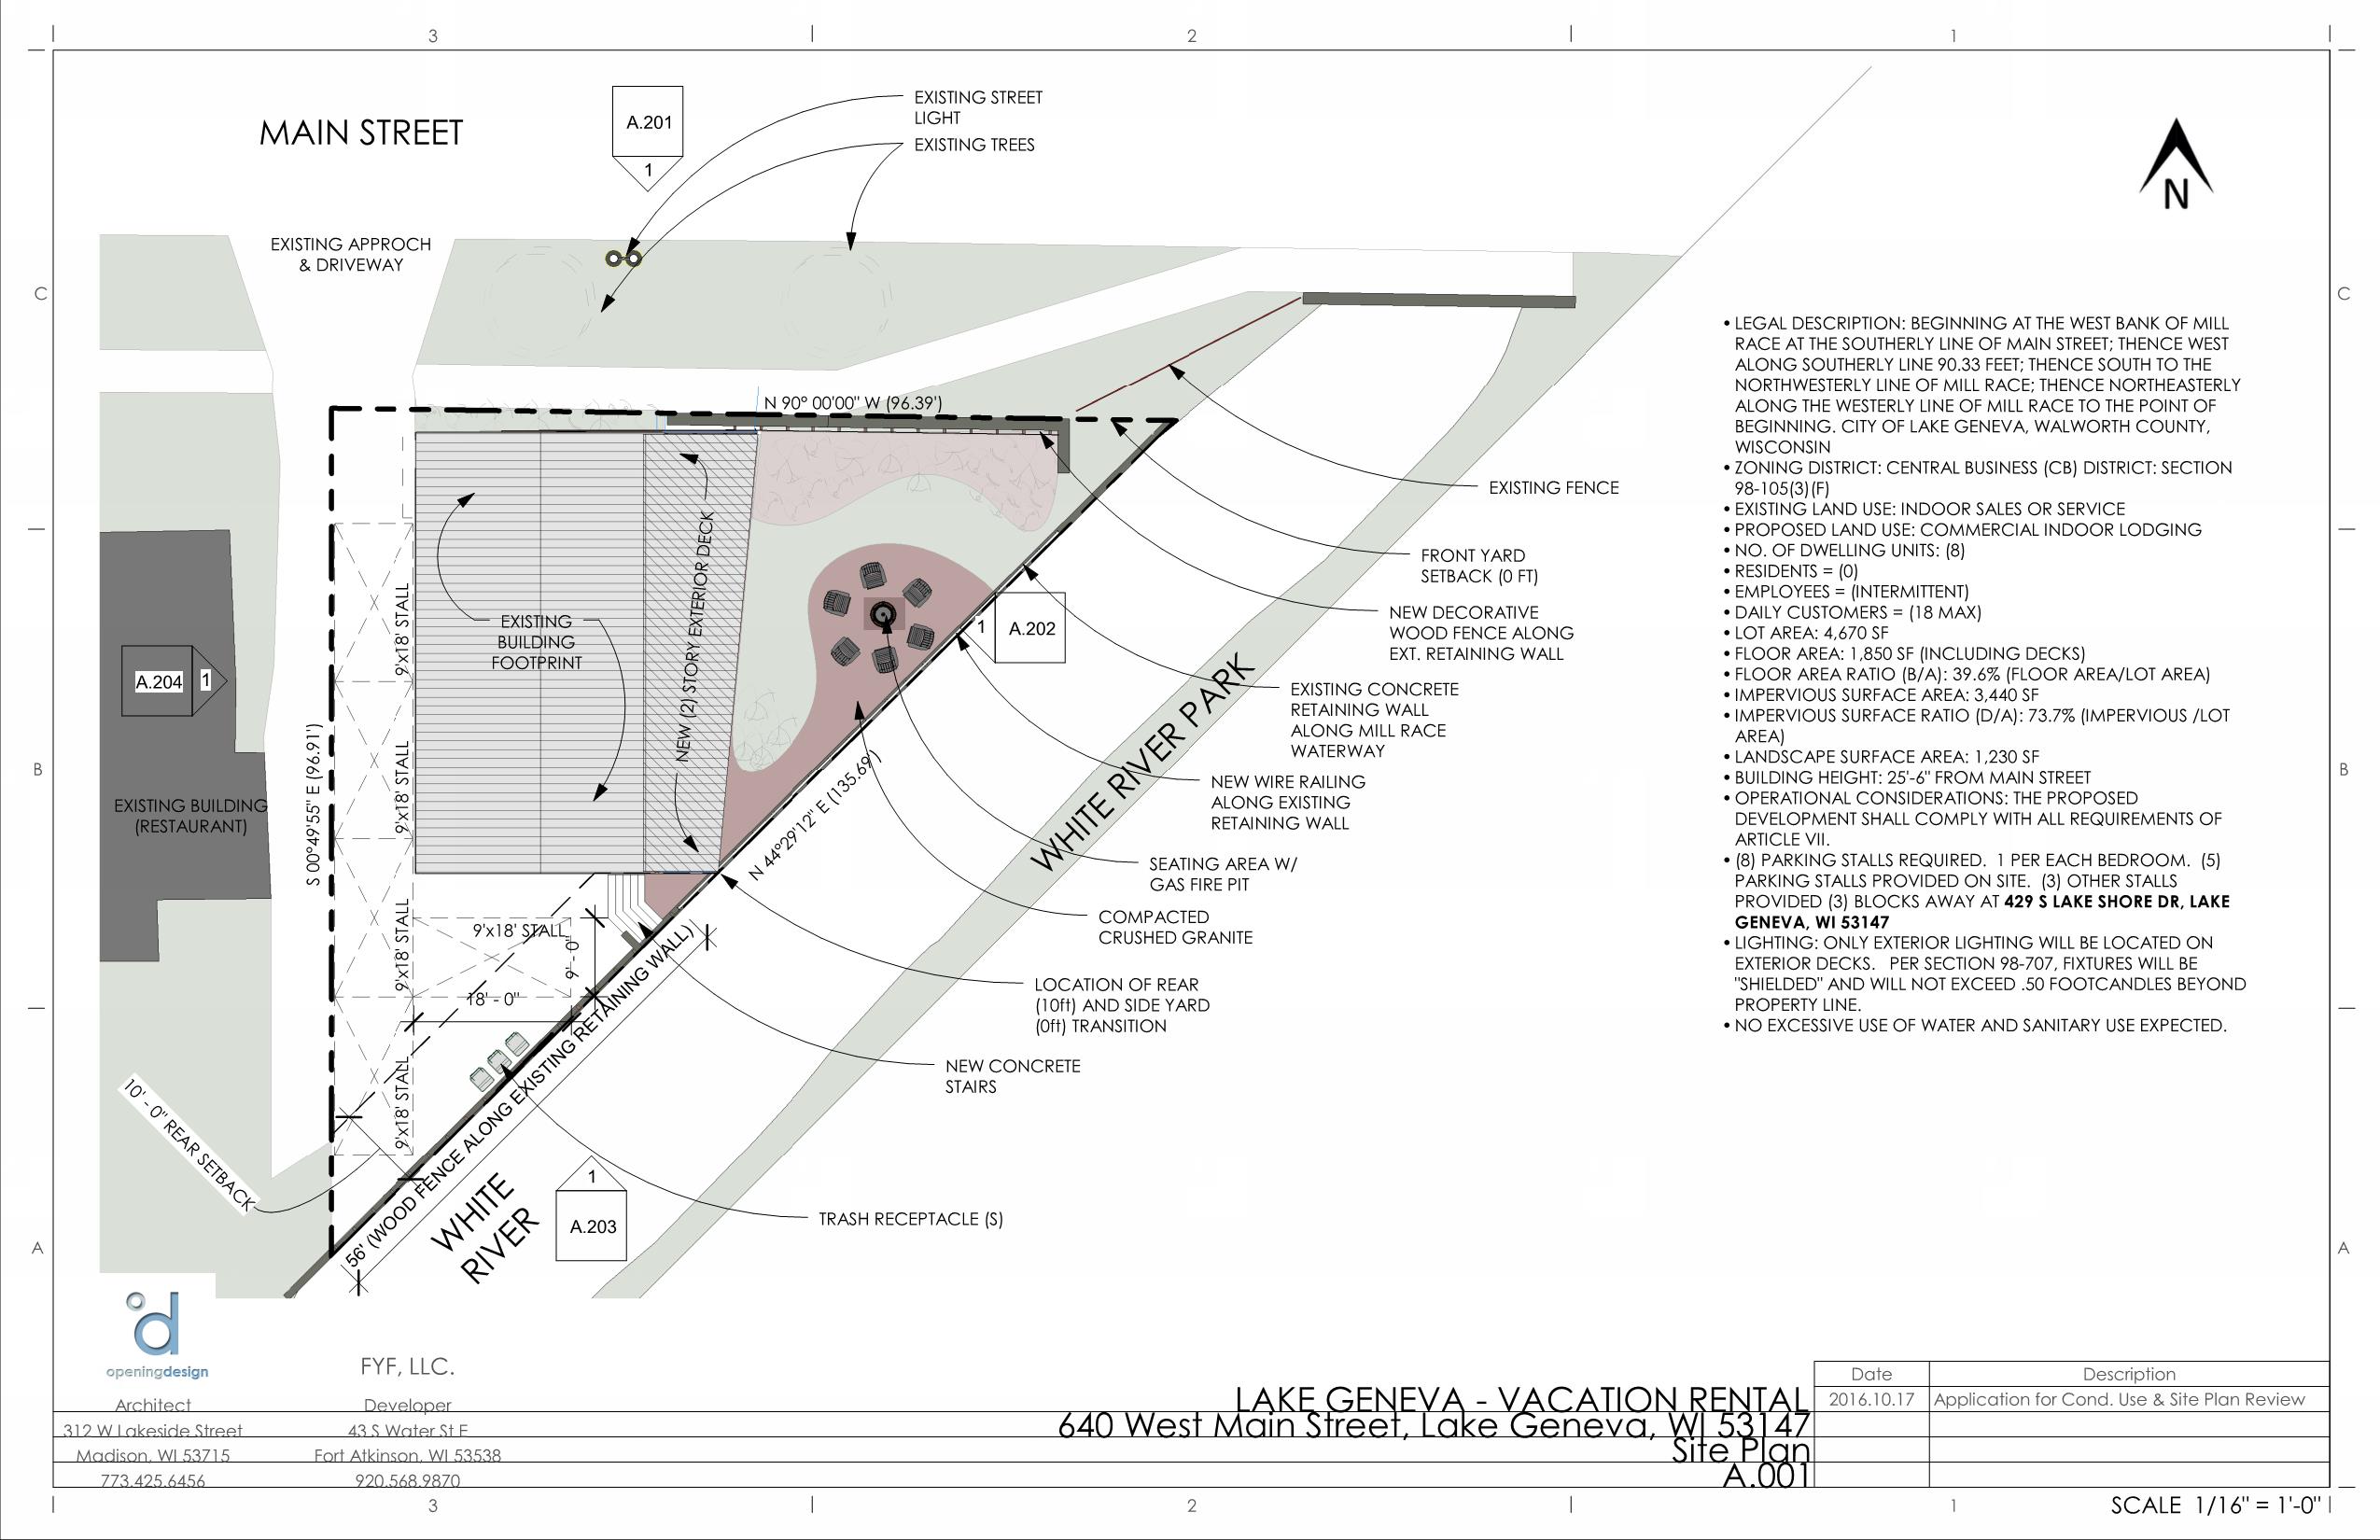 3
2
1
MAIN STREET
A.201
1
EXISTING STREET
LIGHT
EXISTING TREES
N
EXISTING APPROCH
& DRIVEWAY
C
C
N 90° 00'00" W (96.39')
EXISTING FENCE
FRONT YARD
SETBACK (0 FT)
NEW DECORATIVE
WOOD FENCE ALONG
EXT. RETAINING WALL
1
A.202
EXISTING CONCRETE
RETAINING WALL
ALONG MILL RACE
WATERWAY
NEW WIRE RAILING
ALONG EXISTING
RETAINING WALL
SEATING AREA W/
GAS FIRE PIT
COMPACTED
CRUSHED GRANITE
LOCATION OF REAR
(10ft) AND SIDE YARD
(0ft) TRANSITION
NEW CONCRETE
STAIRS
TRASH RECEPTACLE (S)
WHITE RIVER PARK
NEW (2) STORY EXTERIOR DECK
EXISTING
BUILDING
FOOTPRINT
9'x18' STALL
9'x18' STALL
9'x18' STALL
9'x18' STALL
9'x18' STALL
18' - 0"
9' - 0"
S 00°49'55" E (96.91')
N 44°29'12" E (135.69')
A.204
1
EXISTING BUILDING
(RESTAURANT)
B
B
10' - 0" REAR SETBACK
56' (WOOD FENCE ALONG EXISTING RETAINING WALL)
WHITE
RIVER
1
A.203
A
A
• LEGAL DESCRIPTION: BEGINNING AT THE WEST BANK OF MILL
RACE AT THE SOUTHERLY LINE OF MAIN STREET; THENCE WEST
ALONG SOUTHERLY LINE 90.33 FEET; THENCE SOUTH TO THE
NORTHWESTERLY LINE OF MILL RACE; THENCE NORTHEASTERLY
ALONG THE WESTERLY LINE OF MILL RACE TO THE POINT OF
BEGINNING. CITY OF LAKE GENEVA, WALWORTH COUNTY,
WISCONSIN
• ZONING DISTRICT: CENTRAL BUSINESS (CB) DISTRICT: SECTION
98-105(3)(F)
• EXISTING LAND USE: INDOOR SALES OR SERVICE
• PROPOSED LAND USE: COMMERCIAL INDOOR LODGING
• NO. OF DWELLING UNITS: (8)
• RESIDENTS = (0)
• EMPLOYEES = (INTERMITTENT)
• DAILY CUSTOMERS = (18 MAX)
• LOT AREA: 4,670 SF
• FLOOR AREA: 1,850 SF (INCLUDING DECKS)
• FLOOR AREA RATIO (B/A): 39.6% (FLOOR AREA/LOT AREA)
• IMPERVIOUS SURFACE AREA: 3,440 SF
• IMPERVIOUS SURFACE RATIO (D/A): 73.7% (IMPERVIOUS /LOT
AREA)
• LANDSCAPE SURFACE AREA: 1,230 SF
• BUILDING HEIGHT: 25'-6" FROM MAIN STREET
• OPERATIONAL CONSIDERATIONS: THE PROPOSED
DEVELOPMENT SHALL COMPLY WITH ALL REQUIREMENTS OF
ARTICLE VII.
• (8) PARKING STALLS REQUIRED. 1 PER EACH BEDROOM. (5)
PARKING STALLS PROVIDED ON SITE. (3) OTHER STALLS
PROVIDED (3) BLOCKS AWAY AT 429 S LAKE SHORE DR, LAKE
GENEVA, WI 53147
• LIGHTING: ONLY EXTERIOR LIGHTING WILL BE LOCATED ON
EXTERIOR DECKS. PER SECTION 98-707, FIXTURES WILL BE
"SHIELDED" AND WILL NOT EXCEED .50 FOOTCANDLES BEYOND
PROPERTY LINE.
• NO EXCESSIVE USE OF WATER AND SANITARY USE EXPECTED.
openingdesign
Architect
312 W Lakeside Street
Madison, WI 53715
773.425.6456
FYF, LLC.
Developer
43 S Water St E
Fort Atkinson, WI 53538
920.568.9870
LAKE GENEVA - VACATION RENTAL
640 West Main Street, Lake Geneva, WI 53147
Site Plan
A.001
Date Description
2016.10.17 Application for Cond. Use & Site Plan Review
3
2
1
SCALE 1/16" = 1'-0"